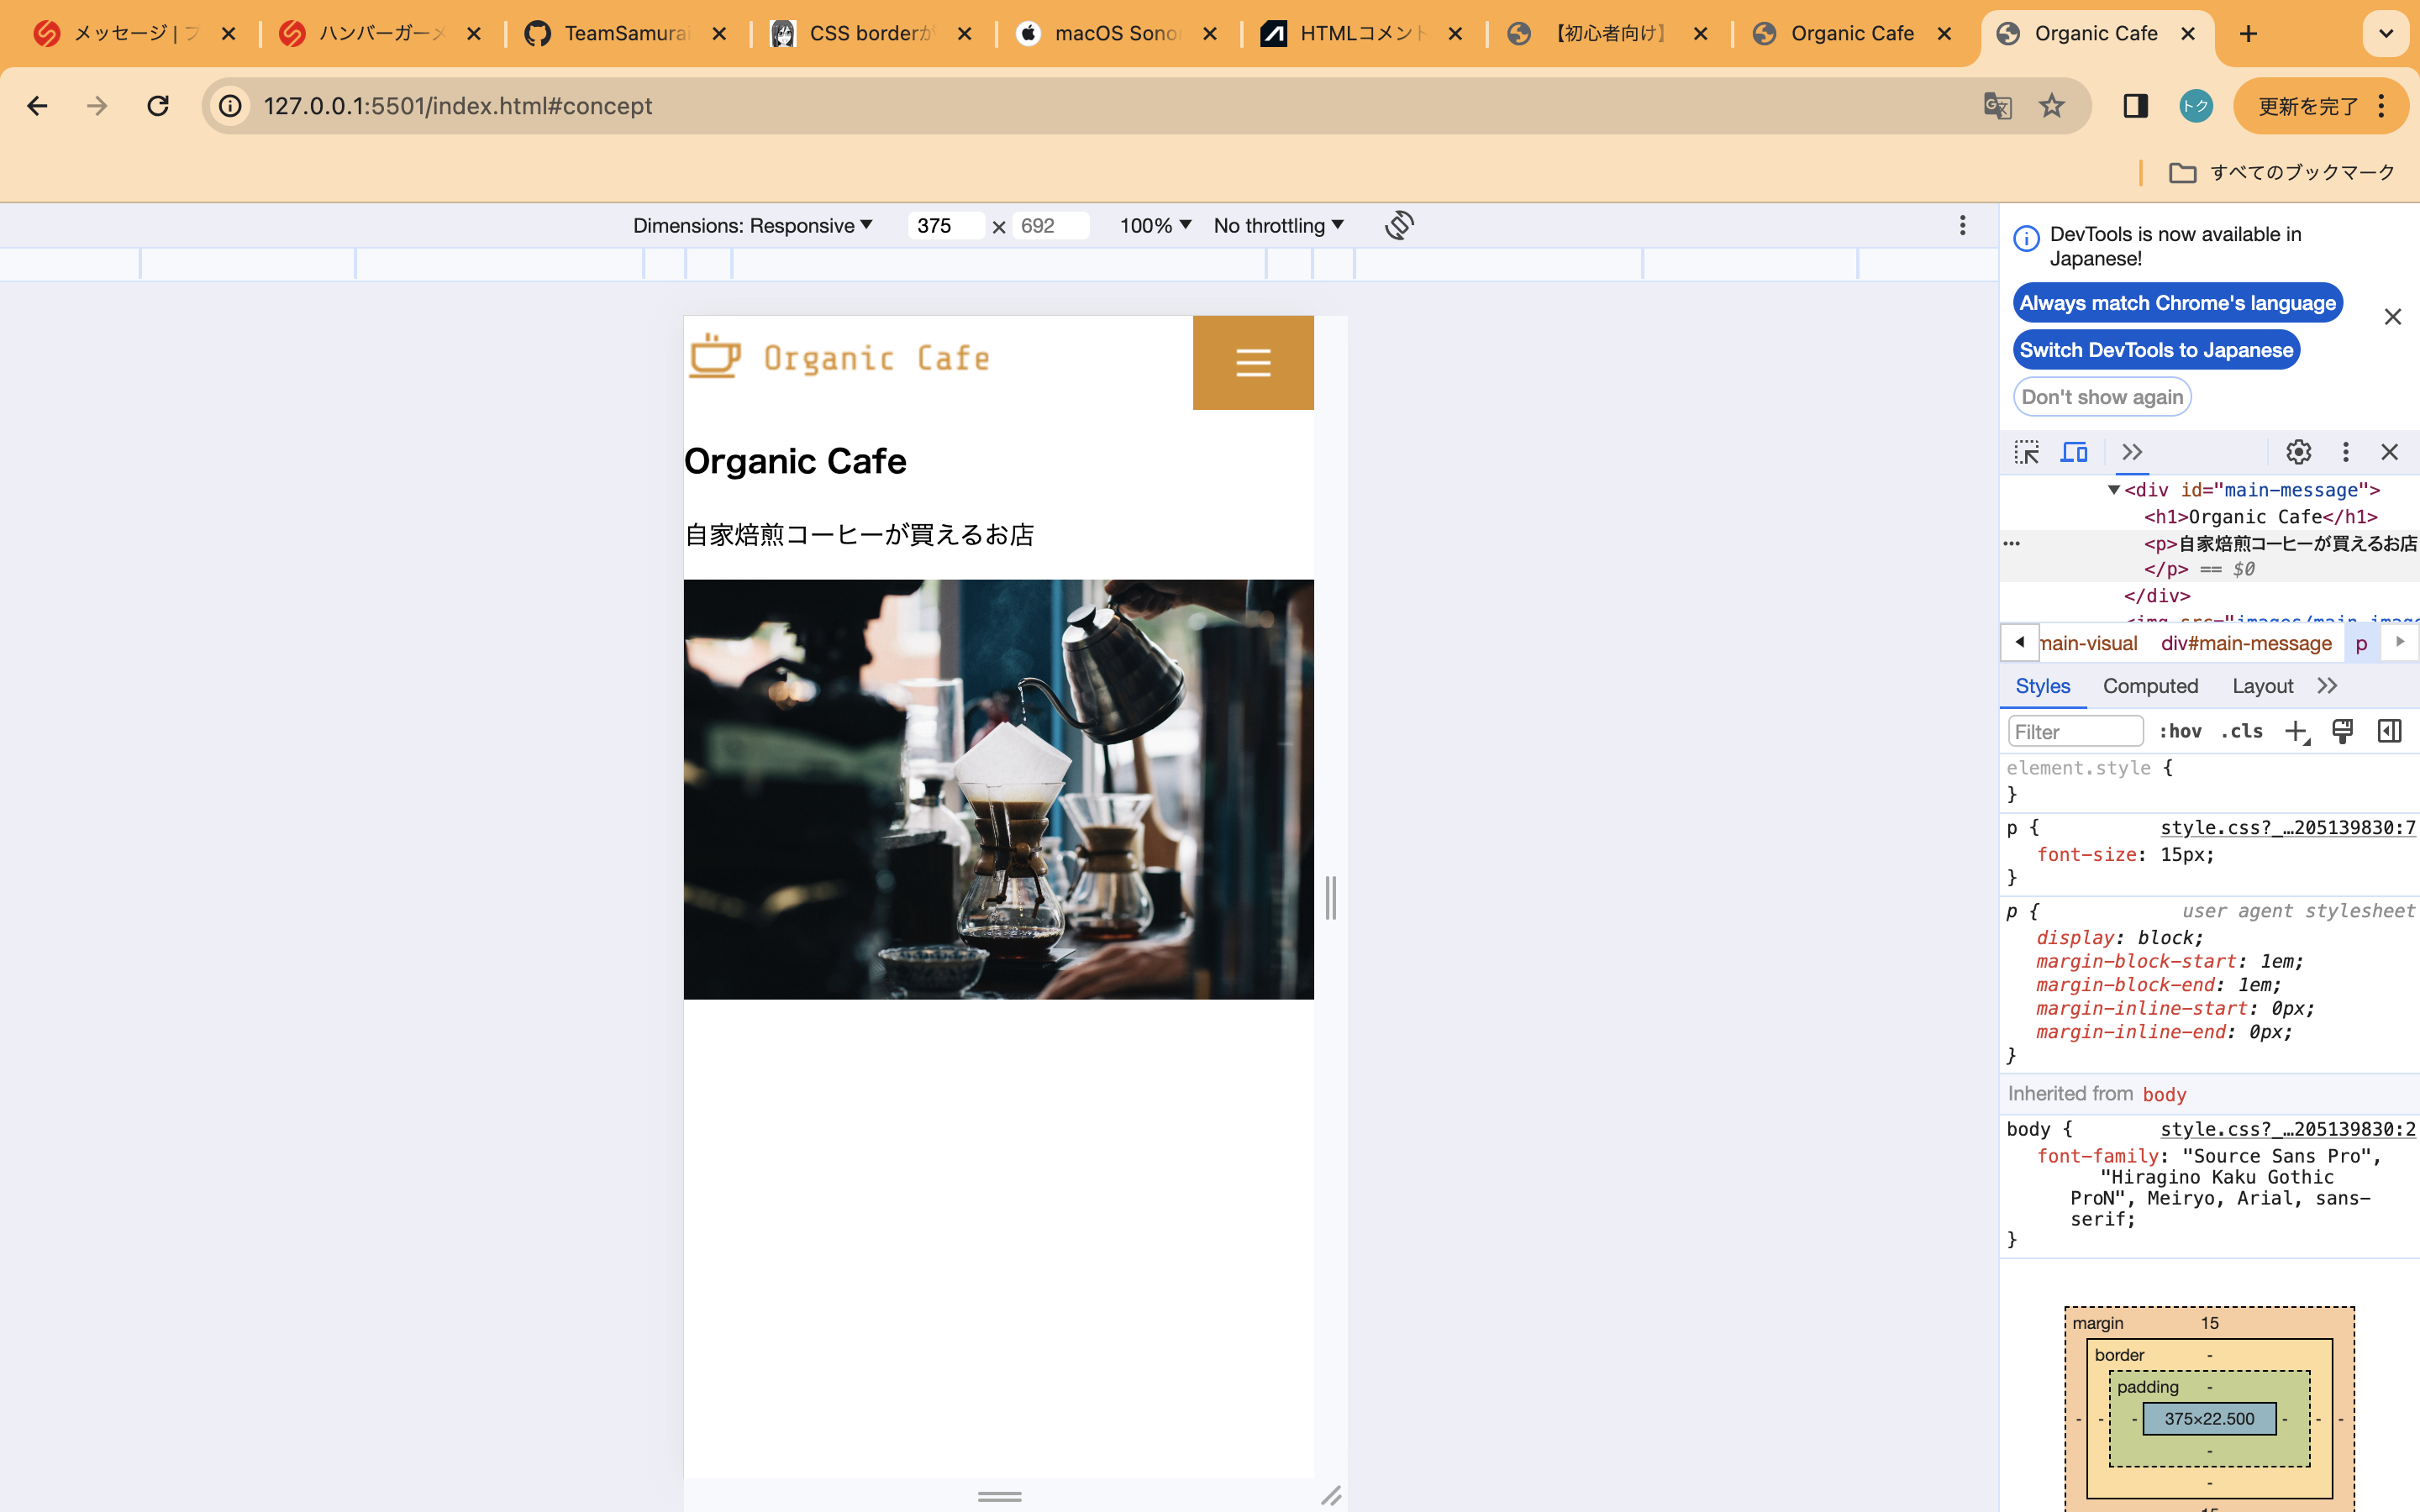 メッセージ | フ
ハンバーガーメ
TeamSamurai
CSS borderが
macOS Sonor
HTMLコメント
【初心者向け】
Organic Cafe
Organic Cafe
127.0.0.1:5501/index.html#concept
トク
更新を完了
すべてのブックマーク
Dimensions: Responsive
375 × 692
100%
No throttling
DevTools is now available in
Japanese!
Always match Chrome's language
Switch DevTools to Japanese
Don't show again
Organic Cafe
Organic Cafe
自家焙煎コーヒーが買えるお店
<div id="main-message">
<h1>Organic Cafe</h1>
<p>自家焙煎コーヒーが買えるお店
</p> == $0
</div>
<img src="images/main-image
main-visual div#main-message p
Styles Computed Layout
Filter :hov .cls
element.style {
}
p { style.css?_…205139830:7
font-size: 15px;
}
p { user agent stylesheet
display: block;
margin-block-start: 1em;
margin-block-end: 1em;
margin-inline-start: 0px;
margin-inline-end: 0px;
}
Inherited from body
body { style.css?_…205139830:2
font-family: "Source Sans Pro",
"Hiragino Kaku Gothic
ProN", Meiryo, Arial, sans-
serif;
}
margin 15
border -
padding -
- - - 375×22.500 - - -
-
-
15